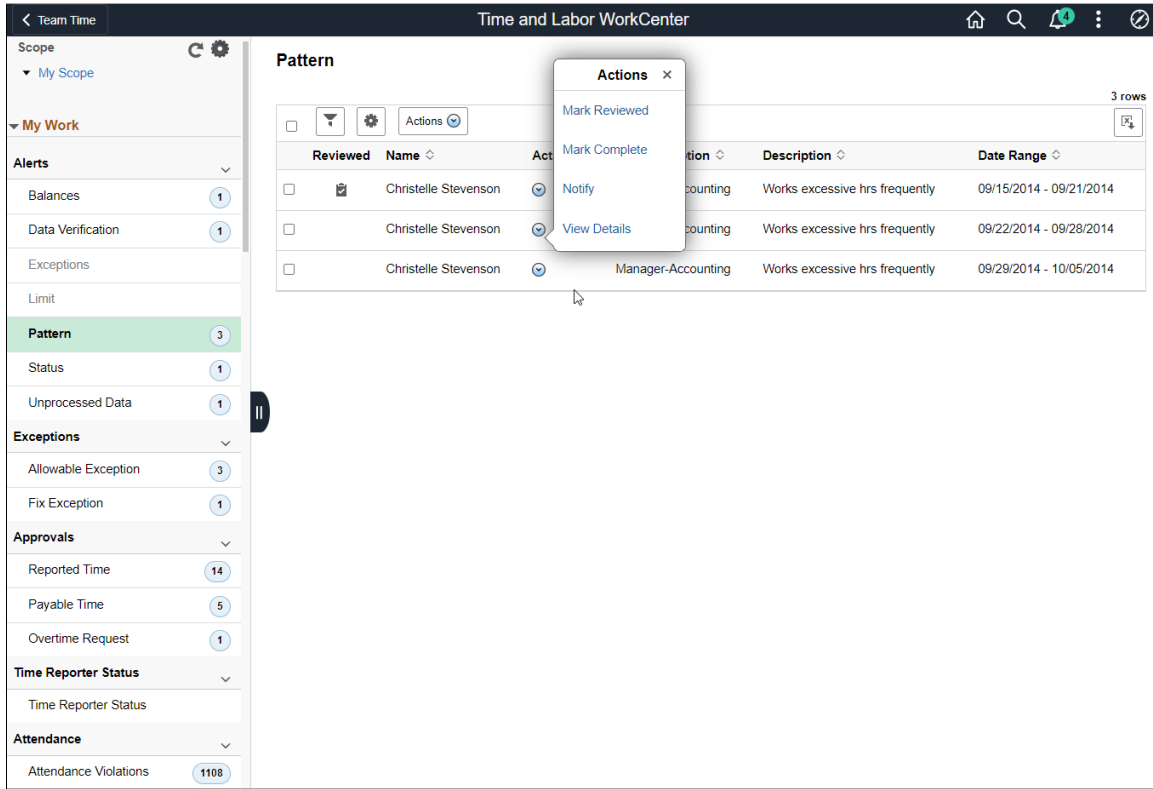 Team Time
Time and Labor WorkCenter
4
Scope
My Scope
My Work
Alerts
Balances 1
Data Verification 1
Exceptions
Limit
Pattern 3
Status 1
Unprocessed Data 1
Exceptions
Allowable Exception 3
Fix Exception 1
Approvals
Reported Time 14
Payable Time 5
Overtime Request 1
Time Reporter Status
Time Reporter Status
Attendance
Attendance Violations 1108
Pattern
3 rows
Actions
Reviewed Name Act tion Description Date Range
Christelle Stevenson counting Works excessive hrs frequently 09/15/2014 - 09/21/2014
Christelle Stevenson counting Works excessive hrs frequently 09/22/2014 - 09/28/2014
Christelle Stevenson Manager-Accounting Works excessive hrs frequently 09/29/2014 - 10/05/2014
Actions ×
Mark Reviewed
Mark Complete
Notify
View Details